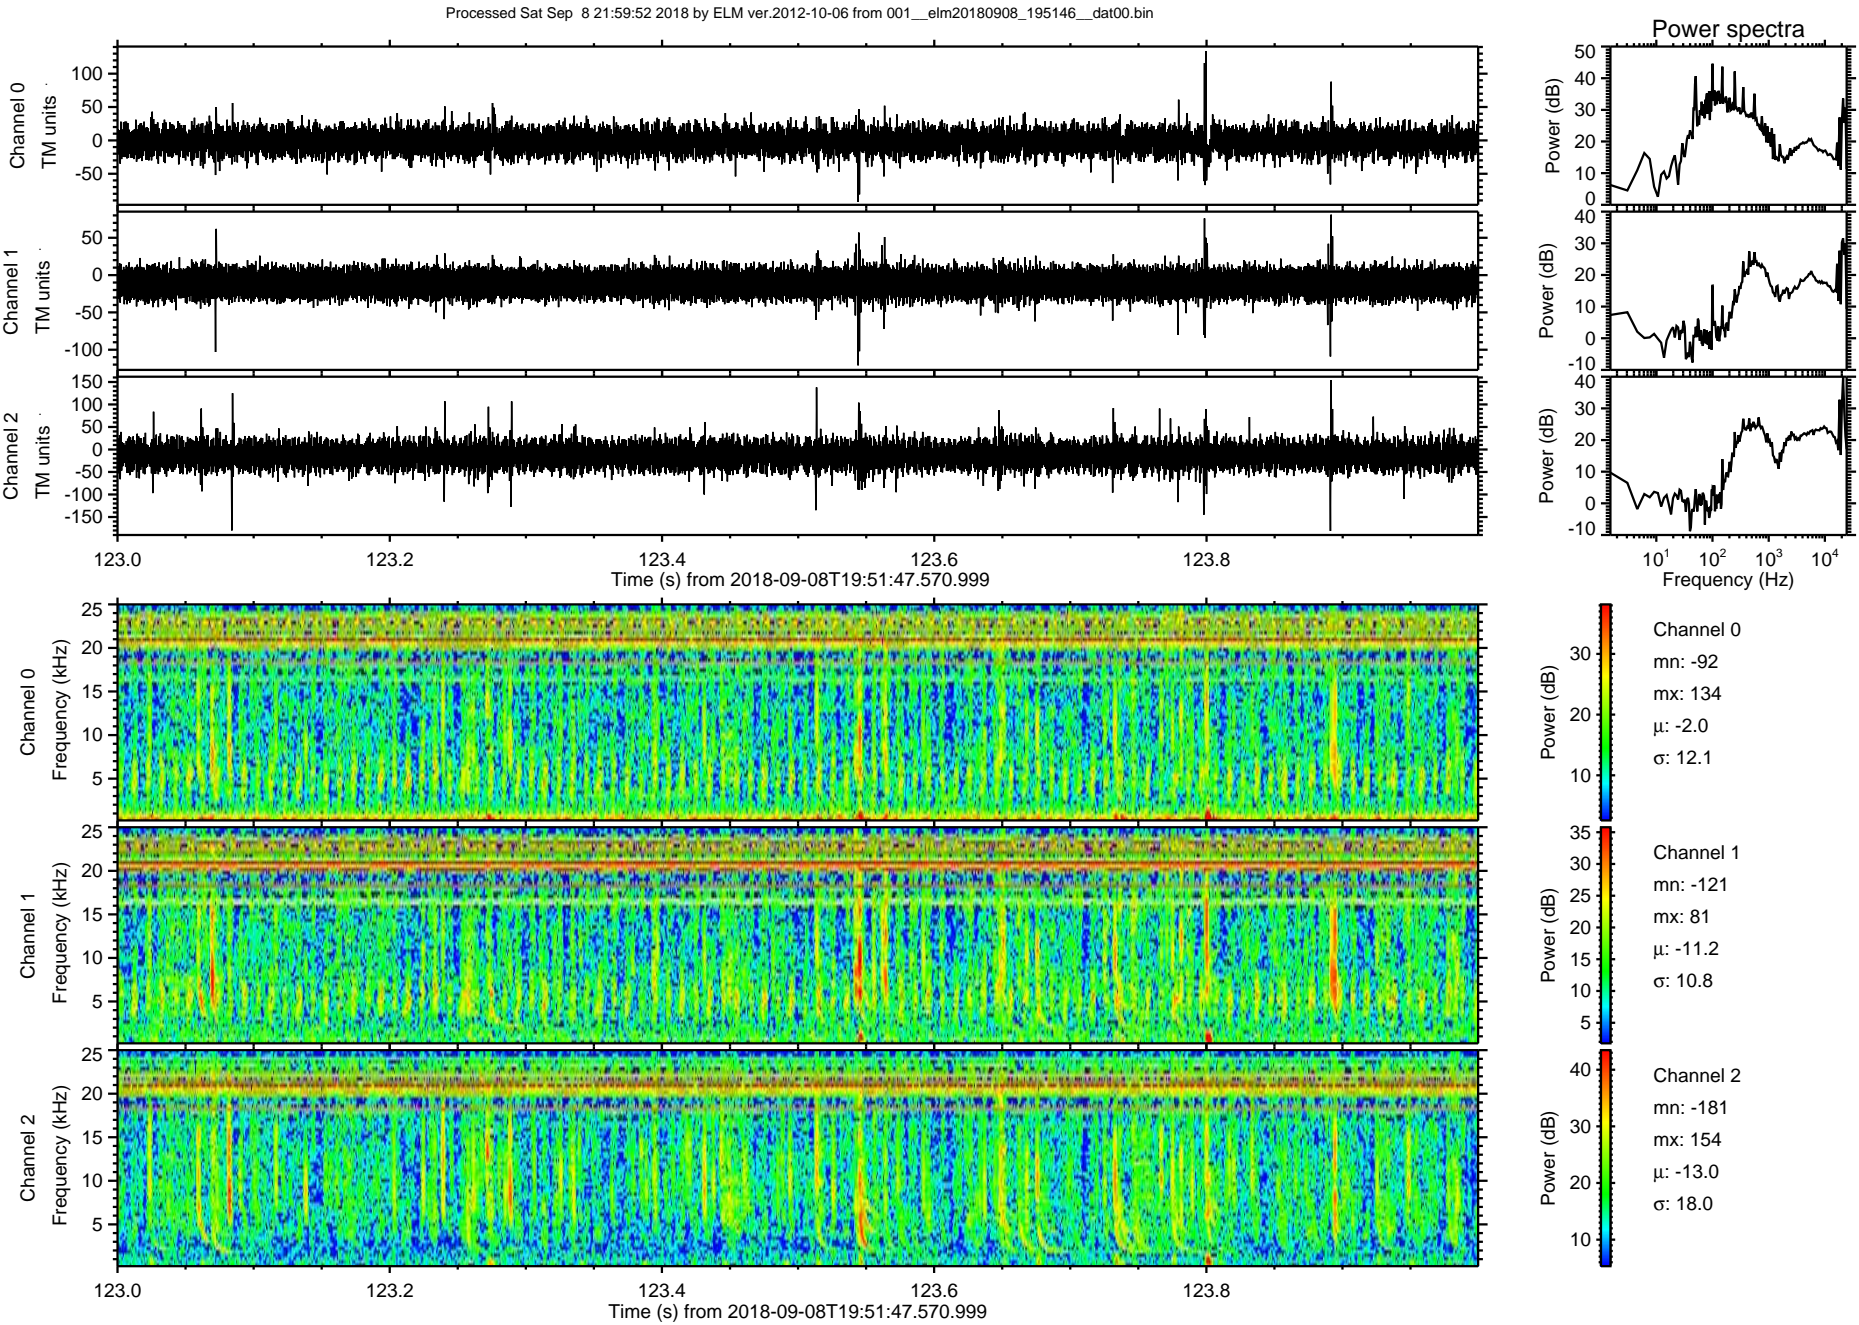 Processed Sat Sep  8 21:59:52 2018 by ELM ver.2012-10-06 from 001__elm20180908_195146__dat00.bin
Power spectra
Channel 0
TM units
100
50
0
-50
Power (dB)
50
40
30
20
10
0
Channel 1
TM units
50
0
-50
-100
Power (dB)
40
30
20
10
0
-10
Channel 2
TM units
150
100
50
0
-50
-100
-150
Power (dB)
40
30
20
10
0
-10
123.0 123.2 123.4 123.6 123.8
Time (s) from 2018-09-08T19:51:47.570.999
10¹ 10² 10³ 10⁴
Frequency (Hz)
Channel 0
Frequency (kHz)
25
20
15
10
5
Power (dB)
30
20
10
Channel 0
mn: -92
mx: 134
µ: -2.0
σ: 12.1
Channel 1
Frequency (kHz)
25
20
15
10
5
Power (dB)
35
30
25
20
15
10
5
Channel 1
mn: -121
mx: 81
µ: -11.2
σ: 10.8
Channel 2
Frequency (kHz)
25
20
15
10
5
Power (dB)
40
30
20
10
Channel 2
mn: -181
mx: 154
µ: -13.0
σ: 18.0
123.0 123.2 123.4 123.6 123.8
Time (s) from 2018-09-08T19:51:47.570.999